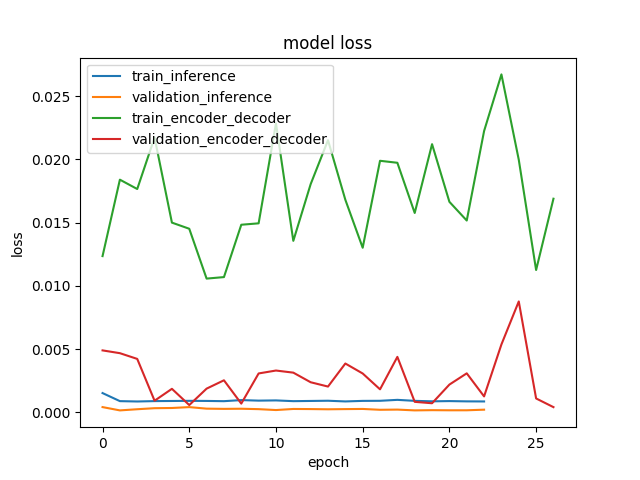 model loss
train_inference
validation_inference
train_encoder_decoder
validation_encoder_decoder
0.025
0.020
0.015
0.010
0.005
0.000
loss
0 5 10 15 20 25
epoch